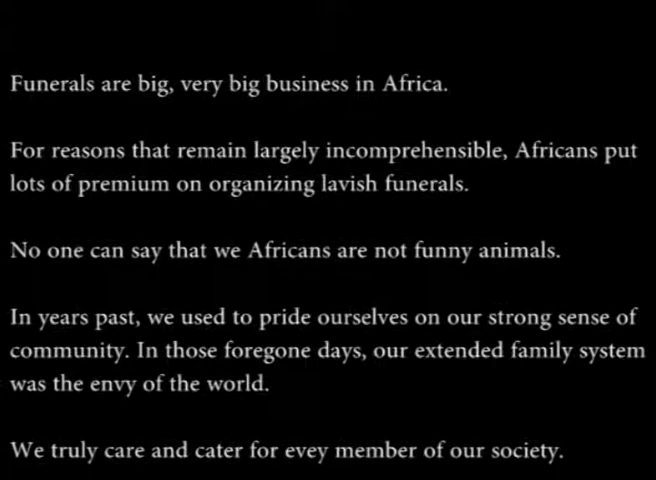 Funerals are big, very big business in Africa.
For reasons that remain largely incomprehensible, Africans put
lots of premium on organizing lavish funerals.
No one can say that we Africans are not funny animals.
In years past, we used to pride ourselves on our strong sense of
community. In those foregone days, our extended family system
was the envy of the world.
We truly care and cater for evey member of our society.